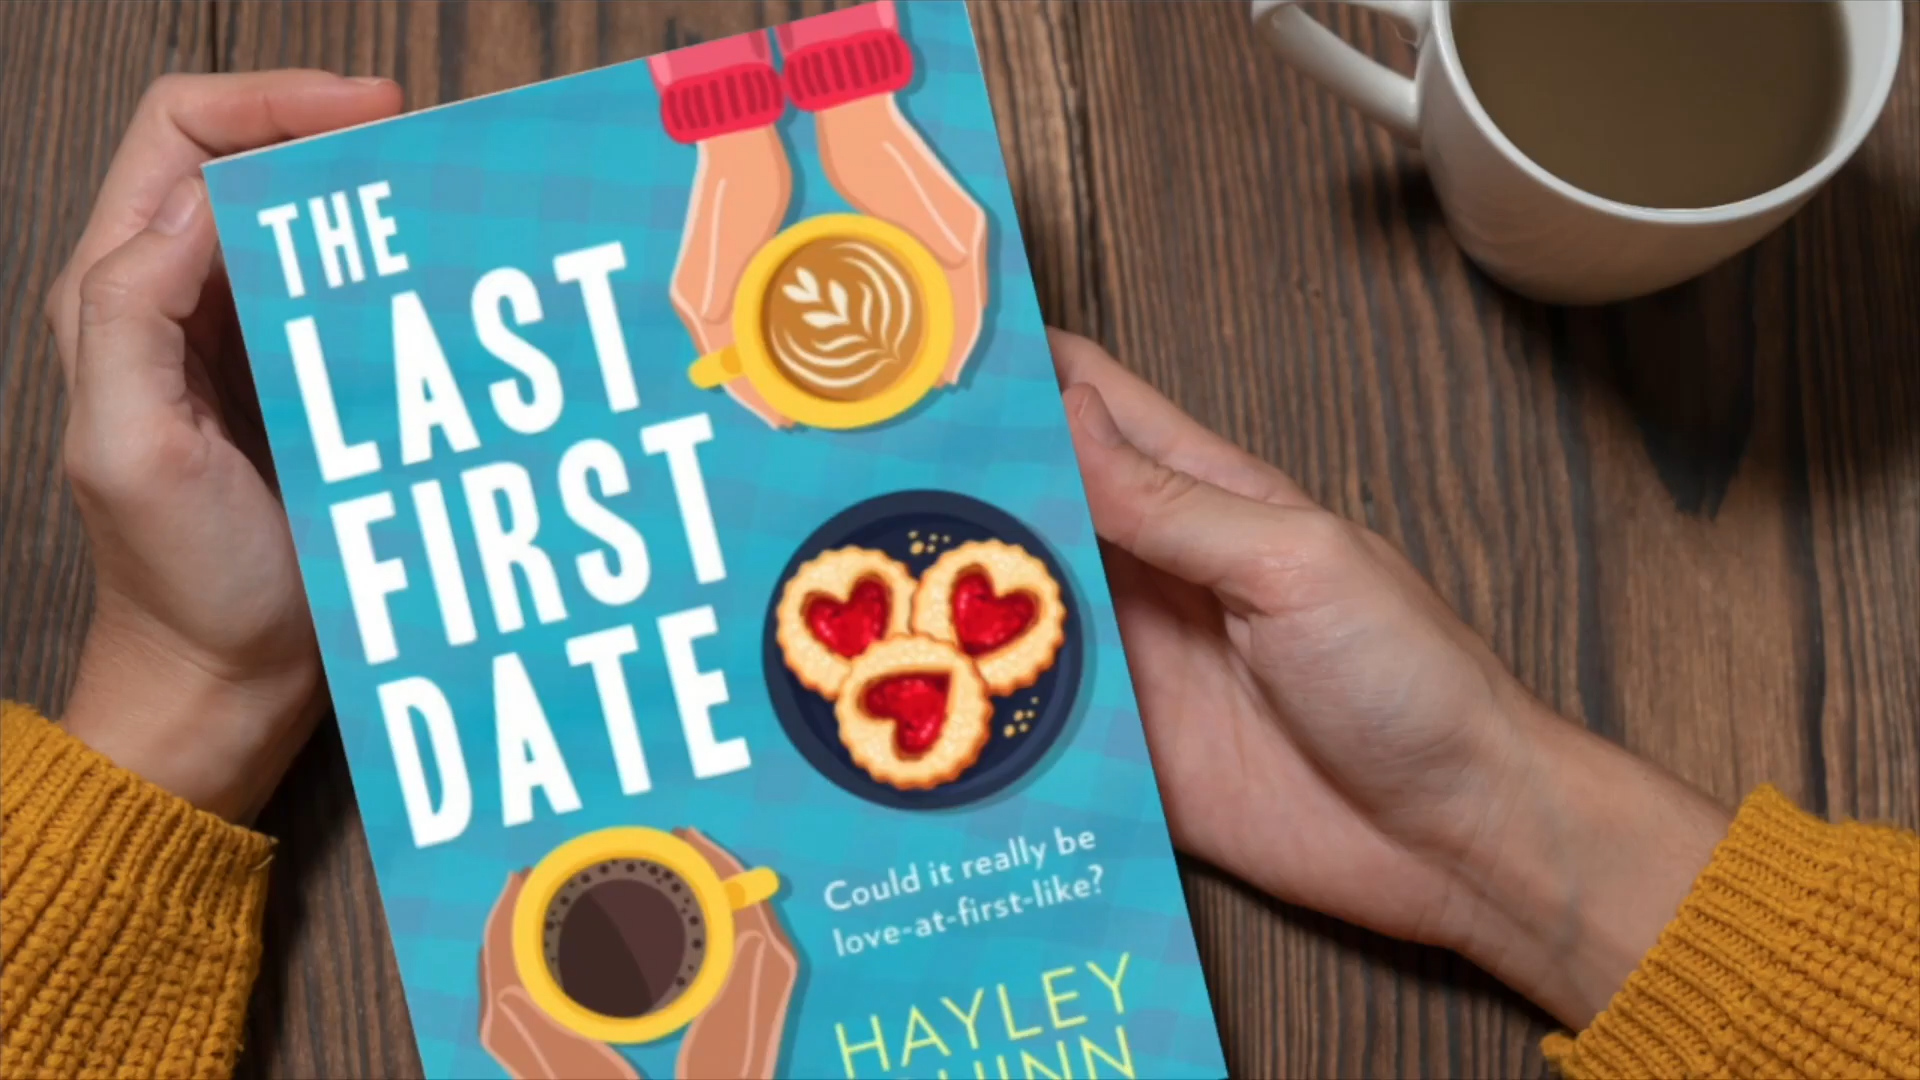 THE
LAST
FIRST
DATE
Could it really be
love-at-first-like?
HAYLEY